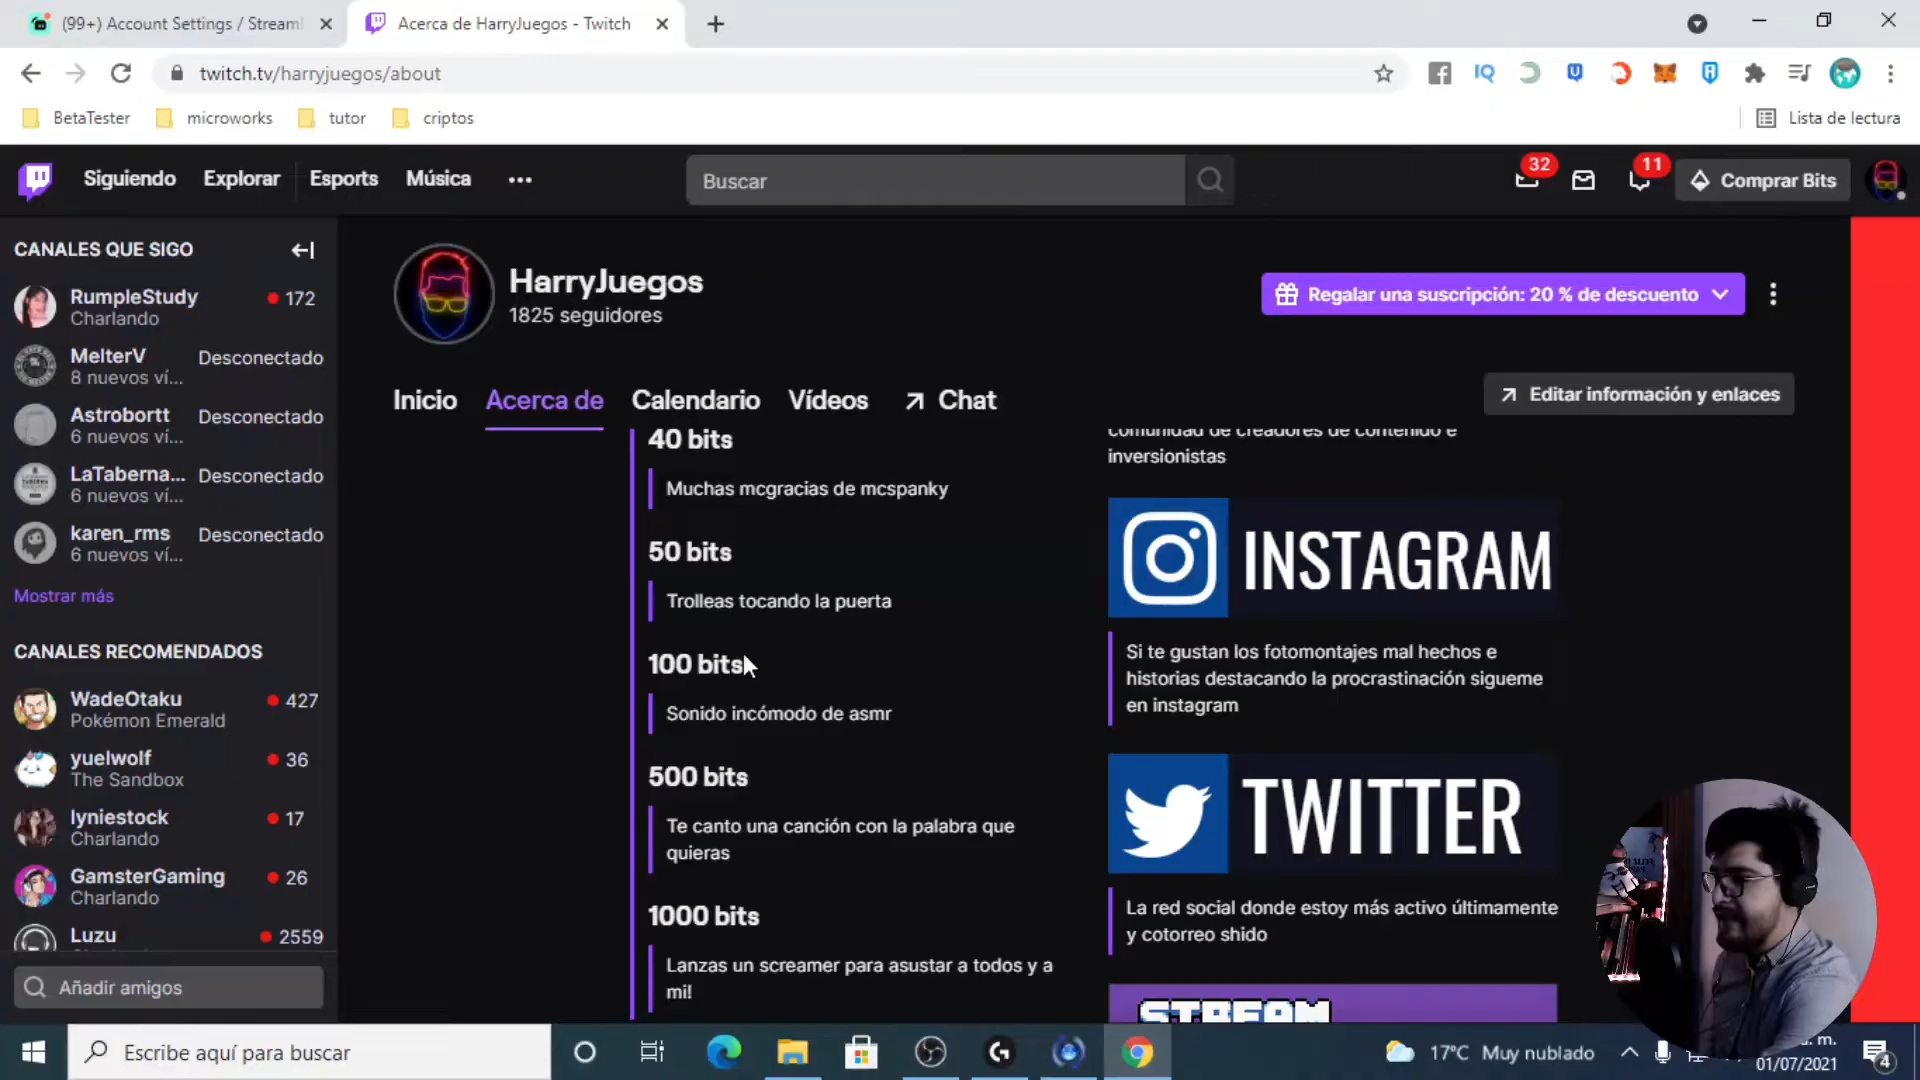 (99+) Account Settings / Streaml
Acerca de HarryJuegos - Twitch
twitch.tv/harryjuegos/about
BetaTester
microworks
tutor
criptos
Lista de lectura
Siguiendo
Explorar
Esports
Música
Buscar
32
11
Comprar Bits
CANALES QUE SIGO
RumpleStudy
172
Charlando
MelterV
Desconectado
8 nuevos ví...
Astrobortt
Desconectado
6 nuevos ví...
LaTaberna...
Desconectado
6 nuevos ví...
karen_rms
Desconectado
6 nuevos ví...
Mostrar más
CANALES RECOMENDADOS
WadeOtaku
427
Pokémon Emerald
yuelwolf
36
The Sandbox
lyniestock
17
Charlando
GamsterGaming
26
Charlando
Luzu
2559
Añadir amigos
HarryJuegos
1825 seguidores
Regalar una suscripción: 20 % de descuento
Inicio
Acerca de
Calendario
Vídeos
Chat
Editar información y enlaces
40 bits
Muchas mcgracias de mcspanky
50 bits
Trolleas tocando la puerta
100 bits
Sonido incómodo de asmr
500 bits
Te canto una canción con la palabra que
quieras
1000 bits
Lanzas un screamer para asustar a todos y a
mi!
comunidad de creadores de contenido e
inversionistas
INSTAGRAM
Si te gustan los fotomontajes mal hechos e
historias destacando la procrastinación sigueme
en instagram
TWITTER
La red social donde estoy más activo últimamente
y cotorreo shido
STREAM
Escribe aquí para buscar
17°C Muy nublado
m.
01/07/2021
4